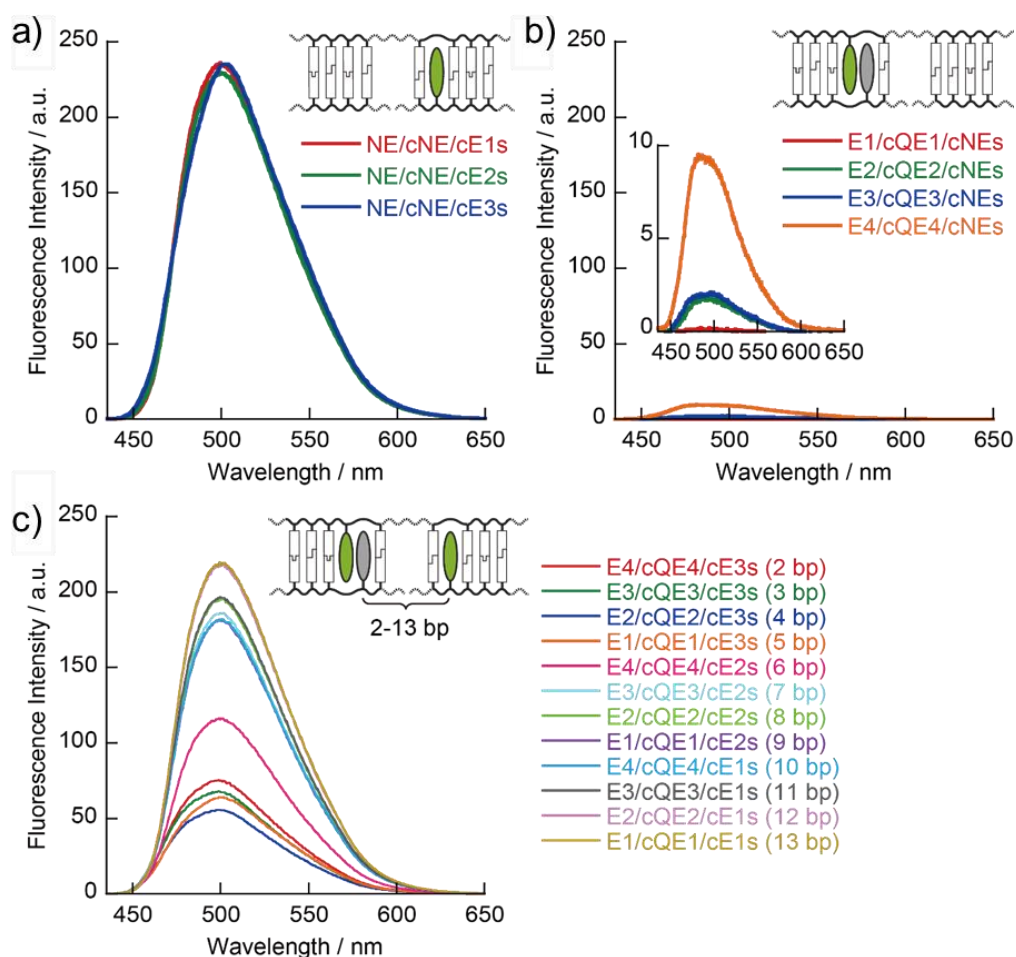 a)
250
200
150
100
50
0
450 500 550 600 650
Fluorescence Intensity / a.u.
Wavelength / nm
NE/cNE/cE1s
NE/cNE/cE2s
NE/cNE/cE3s
b)
250
200
150
100
50
0
450 500 550 600 650
Fluorescence Intensity / a.u.
Wavelength / nm
E1/cQE1/cNEs
E2/cQE2/cNEs
E3/cQE3/cNEs
E4/cQE4/cNEs
10
5
0
450 500 550 600 650
c)
250
200
150
100
50
0
450 500 550 600 650
Fluorescence Intensity / a.u.
Wavelength / nm
2-13 bp
E4/cQE4/cE3s (2 bp)
E3/cQE3/cE3s (3 bp)
E2/cQE2/cE3s (4 bp)
E1/cQE1/cE3s (5 bp)
E4/cQE4/cE2s (6 bp)
E3/cQE3/cE2s (7 bp)
E2/cQE2/cE2s (8 bp)
E1/cQE1/cE2s (9 bp)
E4/cQE4/cE1s (10 bp)
E3/cQE3/cE1s (11 bp)
E2/cQE2/cE1s (12 bp)
E1/cQE1/cE1s (13 bp)